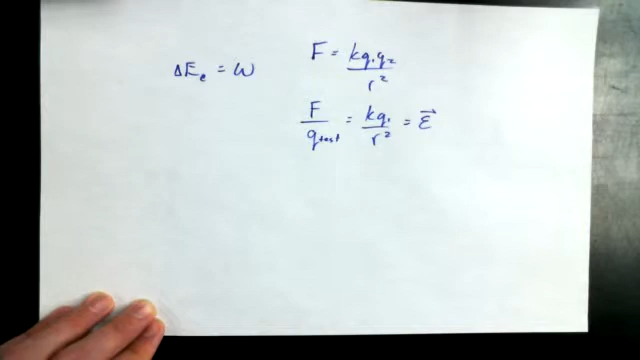 ΔE_e = W
F = kq₁q₂ / r²
F / q_test = kq₁ / r² = ε⃗